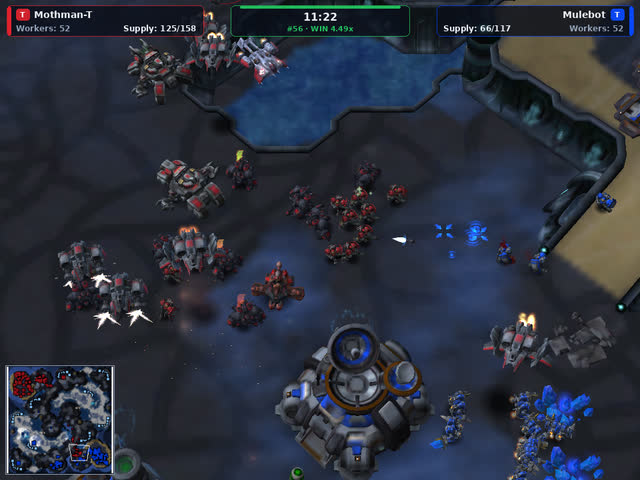 T Mothman-T
Workers: 52 Supply: 125/158
11:22
#56 · WIN 4.49x
Mulebot T
Supply: 66/117 Workers: 52